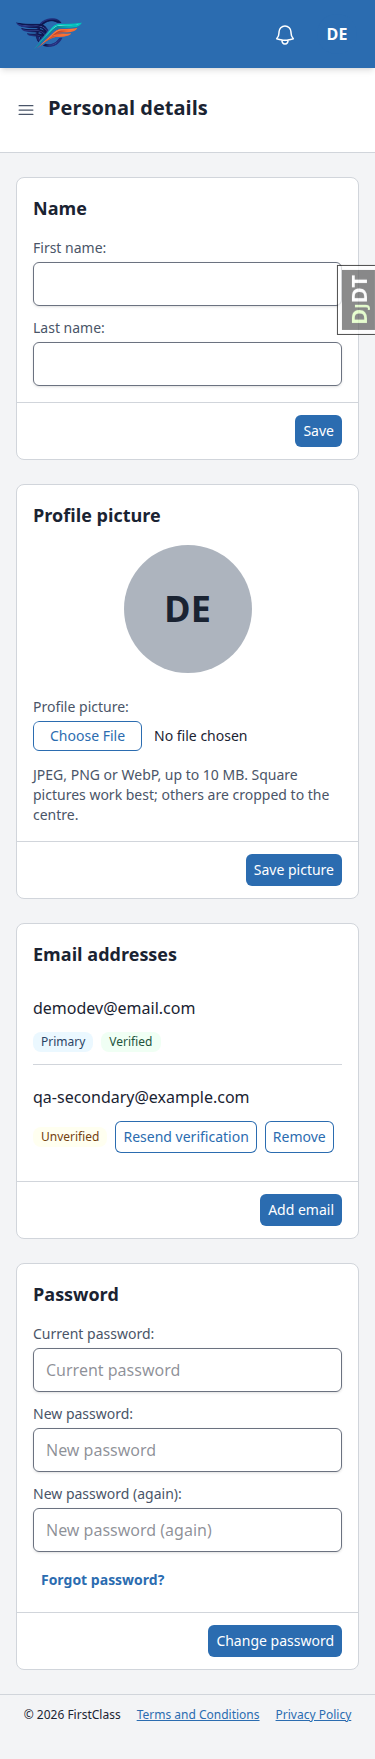 DE
Personal details
Name
First name:
DJDT
Last name:
Save
Profile picture
DE
Profile picture:
Choose File No file chosen
JPEG, PNG or WebP, up to 10 MB. Square
pictures work best; others are cropped to the
centre.
Save picture
Email addresses
demodev@email.com
Primary Verified
qa-secondary@example.com
Unverified Resend verification Remove
Add email
Password
Current password:
Current password
New password:
New password
New password (again):
New password (again)
Forgot password?
Change password
© 2026 FirstClass Terms and Conditions Privacy Policy